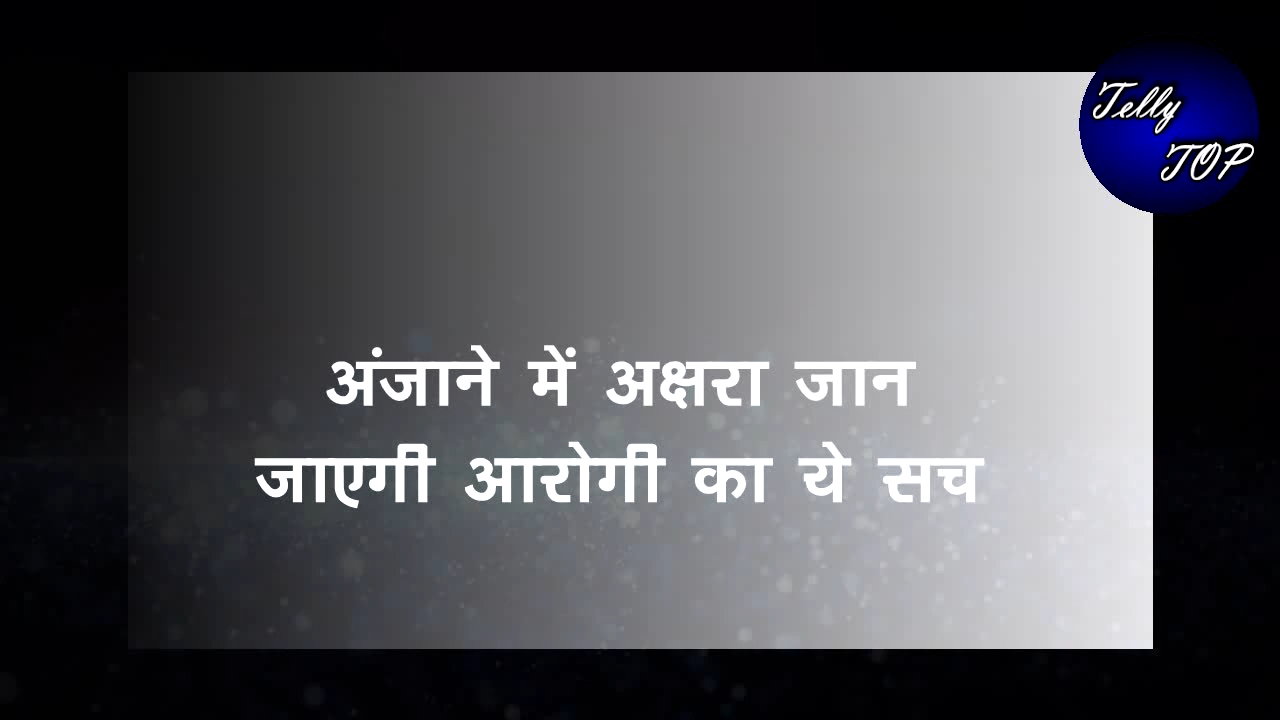 Telly
TOP
अंजाने में अक्षरा जान
जाएगी आरोगी का ये सच